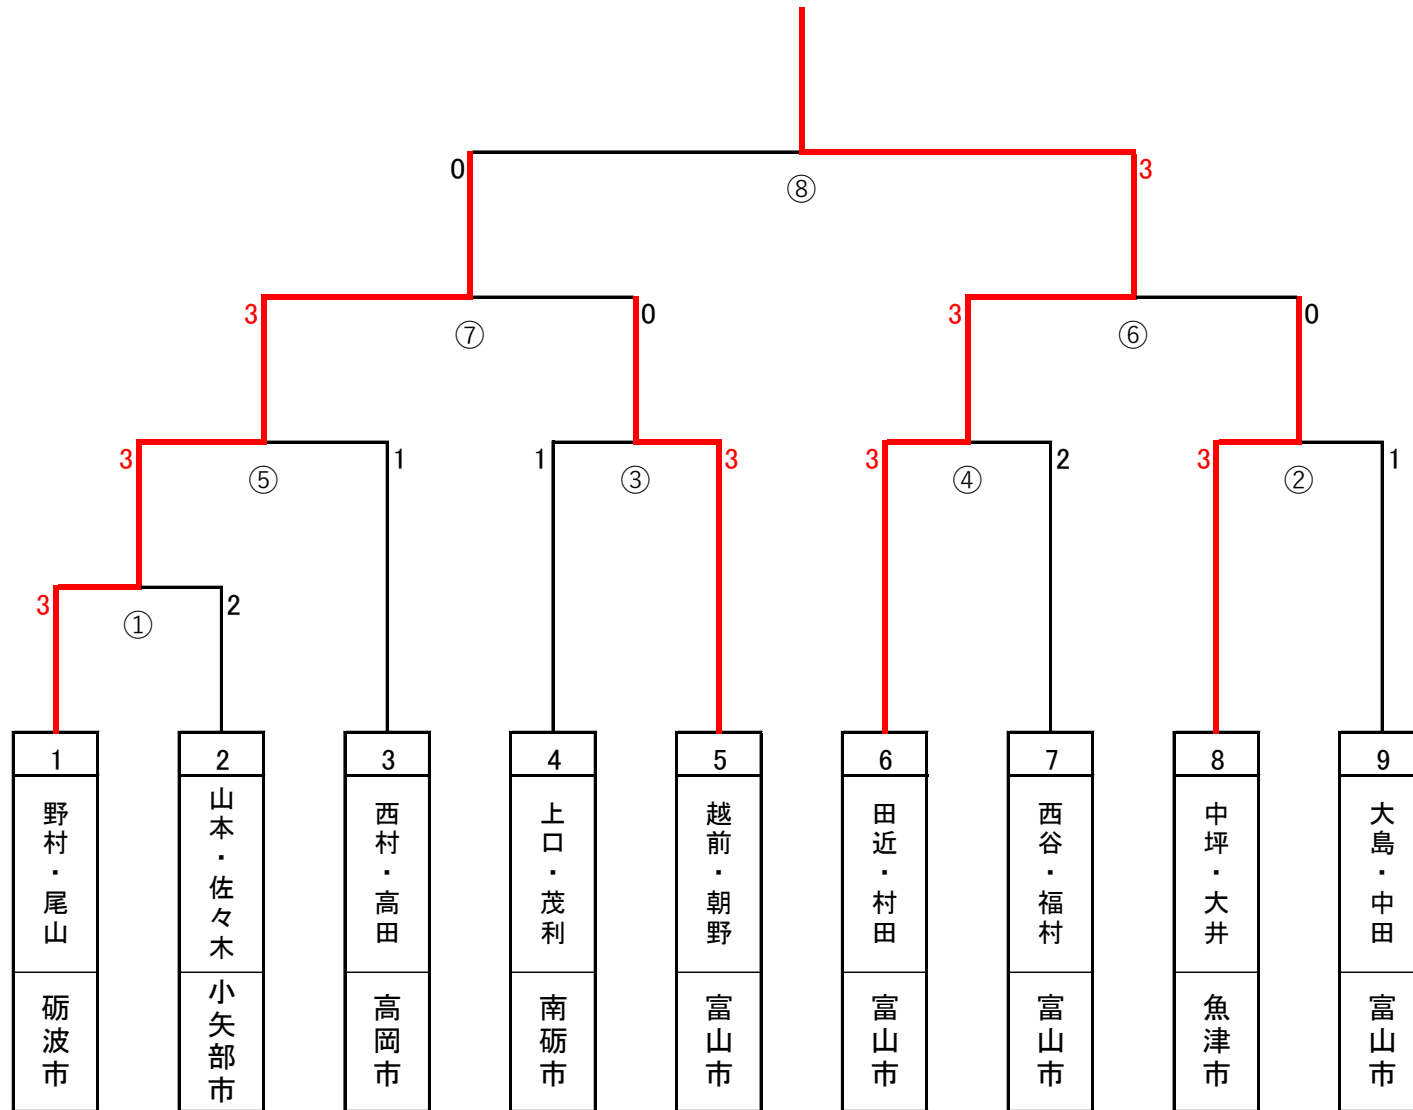 0
3
⑧
3
0
3
0
⑦
⑥
3
1
1
3
3
2
3
1
⑤
③
④
②
3
2
①
1
2
3
4
5
6
7
8
9
野村・尾山
山本・佐々木
西村・高田
上口・茂利
越前・朝野
田近・村田
西谷・福村
中坪・大井
大島・中田
砺波市
小矢部市
高岡市
南砺市
富山市
富山市
富山市
魚津市
富山市